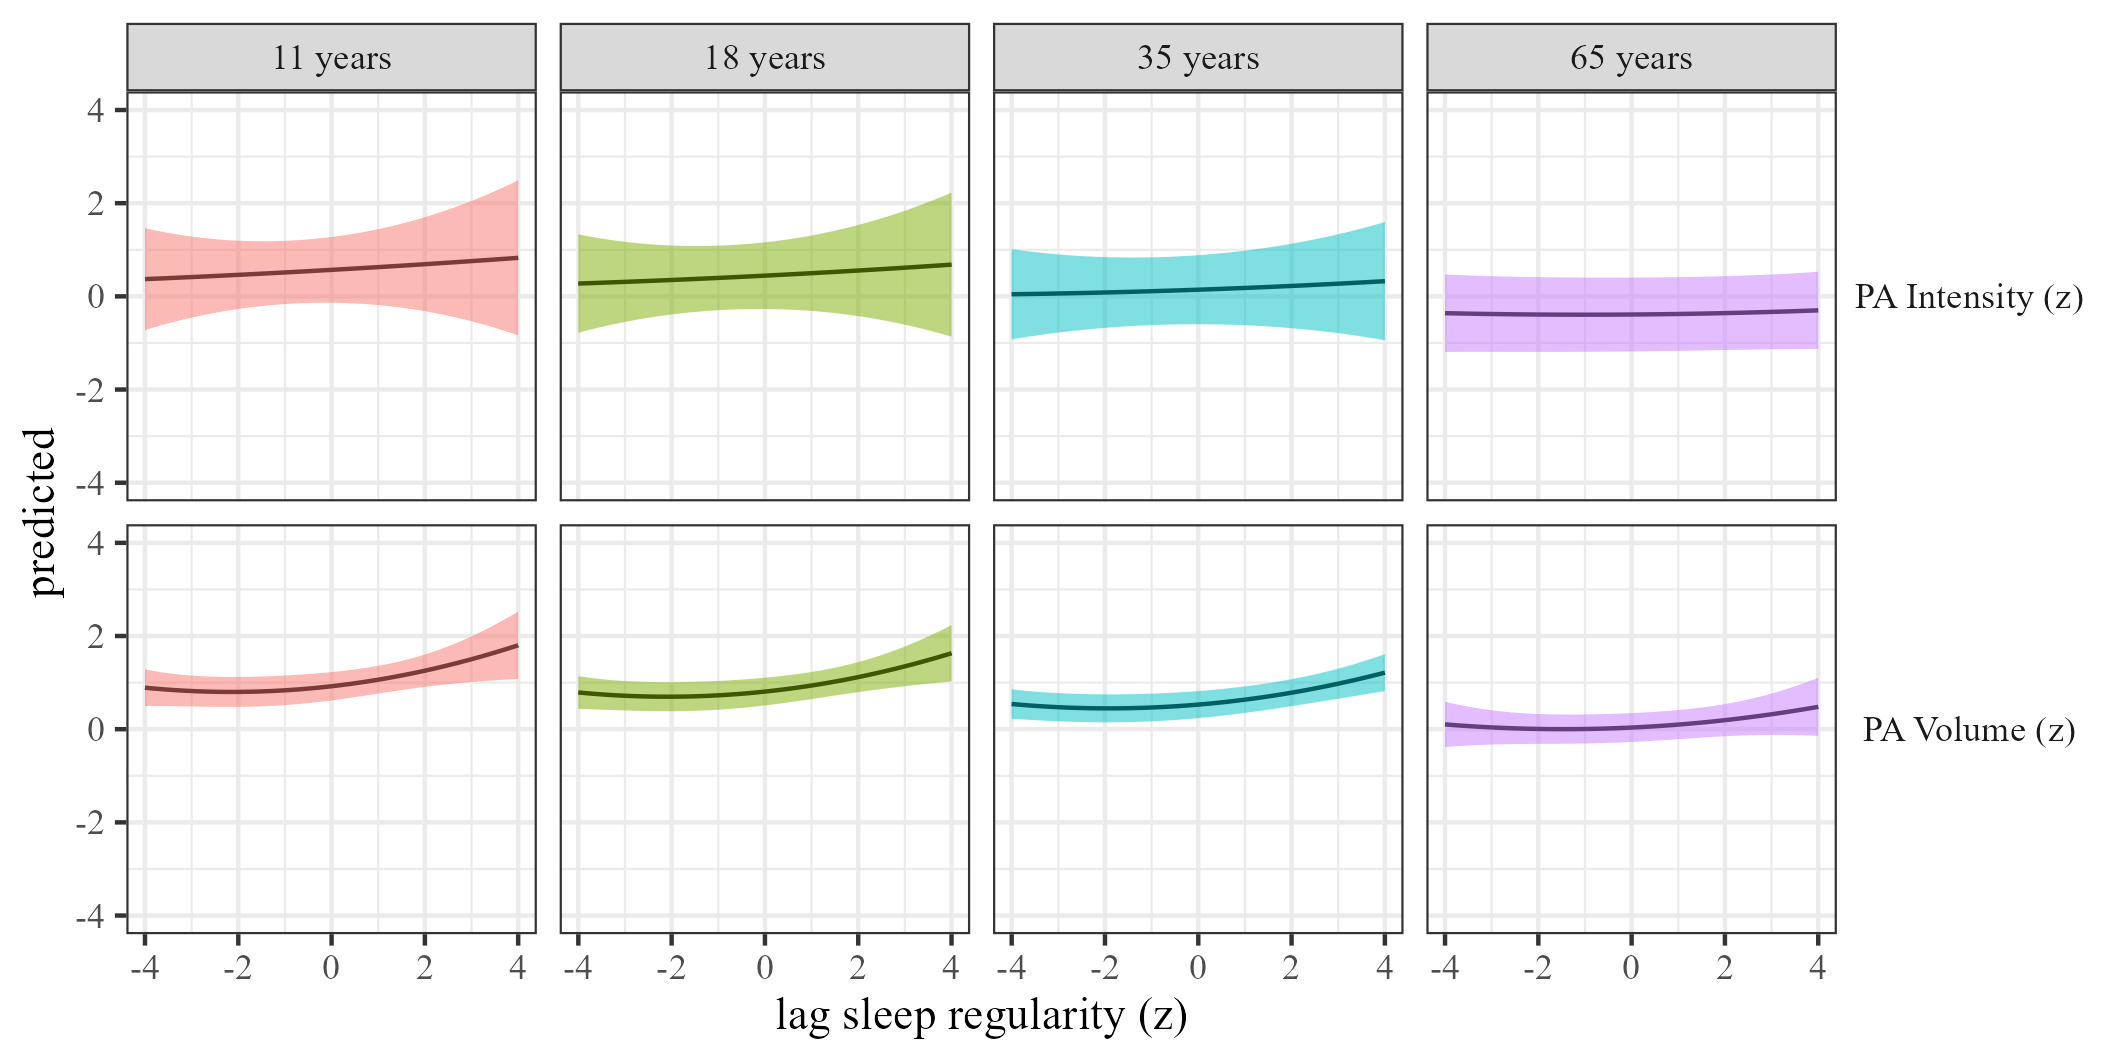 11 years
18 years
35 years
65 years
4
2
0
-2
-4
PA Intensity (z)
predicted
4
2
0
-2
-4
PA Volume (z)
-4 -2 0 2 4
-4 -2 0 2 4
-4 -2 0 2 4
-4 -2 0 2 4
lag sleep regularity (z)